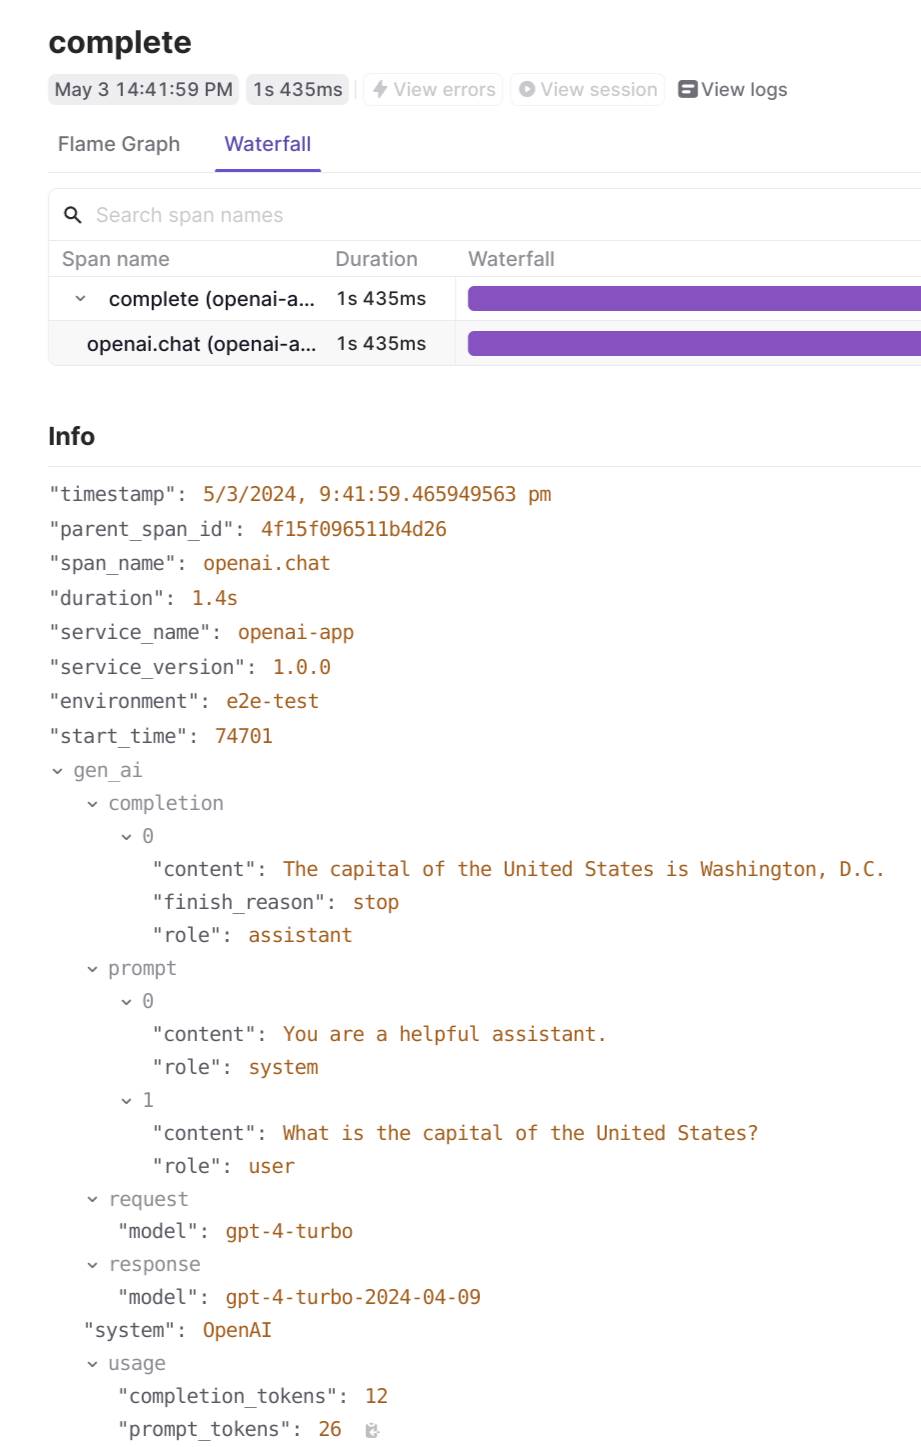 complete
May 3 14:41:59 PM 1s 435ms View errors View session View logs
Flame Graph Waterfall
Search span names
Span name Duration Waterfall
complete (openai-a... 1s 435ms
openai.chat (openai-a... 1s 435ms
Info
"timestamp": 5/3/2024, 9:41:59.465949563 pm
"parent_span_id": 4f15f096511b4d26
"span_name": openai.chat
"duration": 1.4s
"service_name": openai-app
"service_version": 1.0.0
"environment": e2e-test
"start_time": 74701
gen_ai
completion
0
"content": The capital of the United States is Washington, D.C.
"finish_reason": stop
"role": assistant
prompt
0
"content": You are a helpful assistant.
"role": system
1
"content": What is the capital of the United States?
"role": user
request
"model": gpt-4-turbo
response
"model": gpt-4-turbo-2024-04-09
"system": OpenAI
usage
"completion_tokens": 12
"prompt_tokens": 26